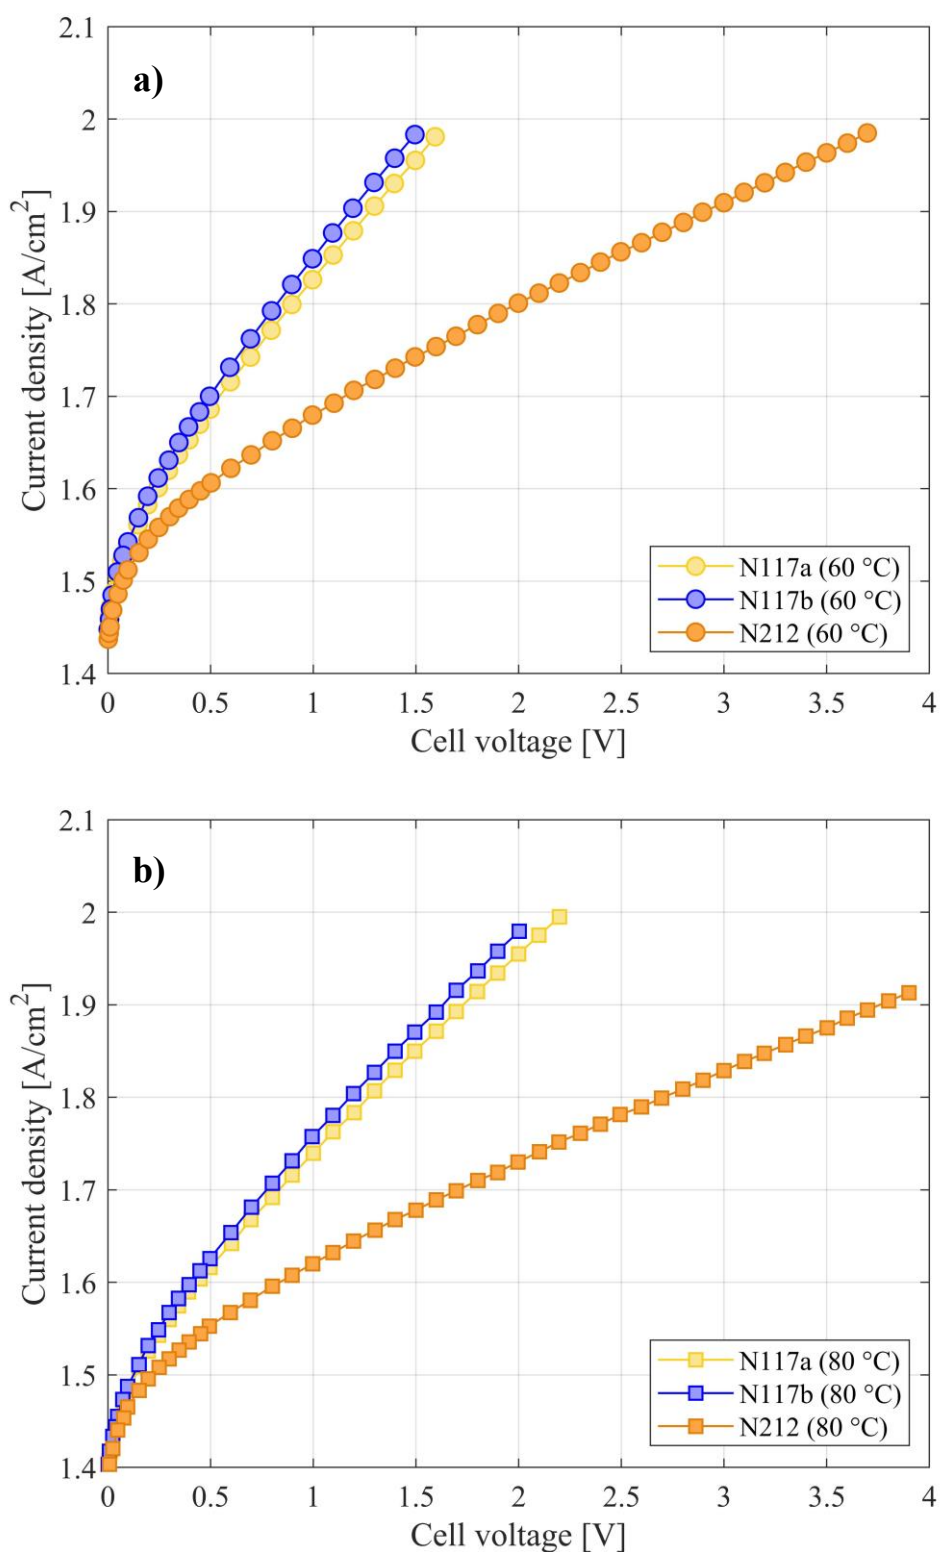 a)
2.1
2
1.9
1.8
1.7
1.6
1.5
1.4
Current density [A/cm²]
N117a (60 °C)
N117b (60 °C)
N212 (60 °C)
0 0.5 1 1.5 2 2.5 3 3.5 4
Cell voltage [V]
b)
2.1
2
1.9
1.8
1.7
1.6
1.5
1.4
Current density [A/cm²]
N117a (80 °C)
N117b (80 °C)
N212 (80 °C)
0 0.5 1 1.5 2 2.5 3 3.5 4
Cell voltage [V]